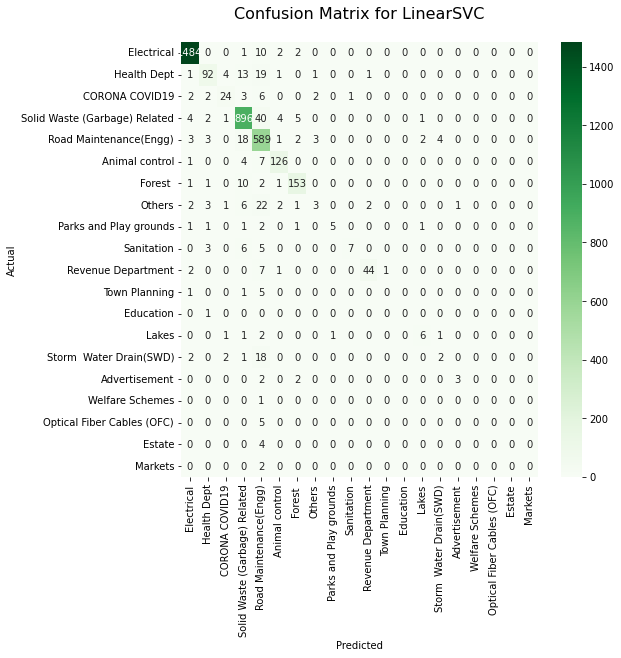 Confusion Matrix for LinearSVC
Electrical 1484 0 0 1 10 2 2 0 0 0 0 0 0 0 0 0 0 0 0 0
Health Dept 1 92 4 13 19 1 0 1 0 0 1 0 0 0 0 0 0 0 0 0
CORONA COVID19 2 2 24 3 6 0 0 2 0 1 0 0 0 0 0 0 0 0 0 0
Solid Waste (Garbage) Related 4 2 1 896 40 4 5 0 0 0 0 0 0 1 0 0 0 0 0 0
Road Maintenance(Engg) 3 3 0 18 589 1 2 3 0 0 0 0 0 2 4 0 0 0 0 0
Animal control 1 0 0 4 7 126 0 0 0 0 0 0 0 0 0 0 0 0 0 0
Forest 1 1 0 10 2 1 153 0 0 0 0 0 0 0 0 0 0 0 0 0
Others 2 3 1 6 22 2 1 3 0 0 2 0 0 0 0 1 0 0 0 0
Parks and Play grounds 1 1 0 1 2 0 1 0 5 0 0 0 0 1 0 0 0 0 0 0
Sanitation 0 3 0 6 5 0 0 0 0 7 0 0 0 0 0 0 0 0 0 0
Revenue Department 2 0 0 0 7 1 0 0 0 0 44 1 0 0 0 0 0 0 0 0
Town Planning 1 0 0 1 5 0 0 0 0 0 0 0 0 0 0 0 0 0 0 0
Education 0 1 0 0 0 0 0 0 0 0 0 0 0 0 0 0 0 0 0 0
Lakes 0 0 1 1 2 0 0 0 1 0 0 0 0 6 1 0 0 0 0 0
Storm  Water Drain(SWD) 2 0 2 1 18 0 0 0 0 0 0 0 0 0 2 0 0 0 0 0
Advertisement 0 0 0 0 2 0 2 0 0 0 0 0 0 0 0 3 0 0 0 0
Welfare Schemes 0 0 0 0 1 0 0 0 0 0 0 0 0 0 0 0 0 0 0 0
Optical Fiber Cables (OFC) 0 0 0 0 5 0 0 0 0 0 0 0 0 0 0 0 0 0 0 0
Estate 0 0 0 0 4 0 0 0 0 0 0 0 0 0 0 0 0 0 0 0
Markets 0 0 0 0 2 0 0 0 0 0 0 0 0 0 0 0 0 0 0 0
Actual
Electrical
Health Dept
CORONA COVID19
Solid Waste (Garbage) Related
Road Maintenance(Engg)
Animal control
Forest
Others
Parks and Play grounds
Sanitation
Revenue Department
Town Planning
Education
Lakes
Storm  Water Drain(SWD)
Advertisement
Welfare Schemes
Optical Fiber Cables (OFC)
Estate
Markets
Predicted
1400
1200
1000
800
600
400
200
0